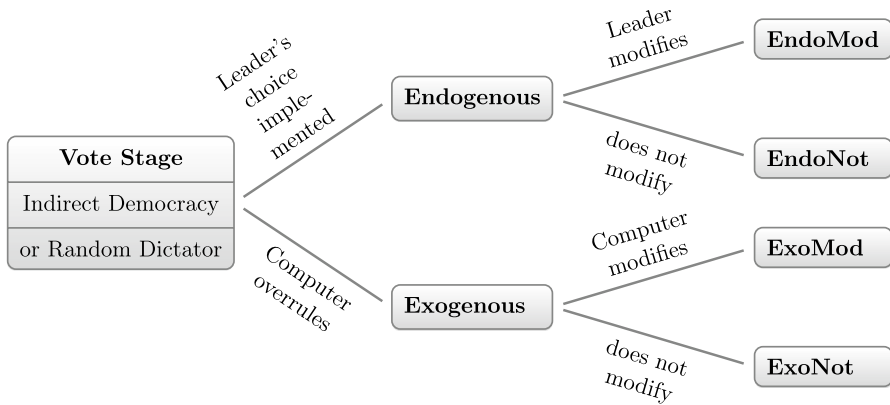 Vote Stage
Indirect Democracy
or Random Dictator
Leader's
choice
imple-
mented
Computer
overrules
Endogenous
Exogenous
Leader
modifies
does not
modify
Computer
modifies
does not
modify
EndoMod
EndoNot
ExoMod
ExoNot